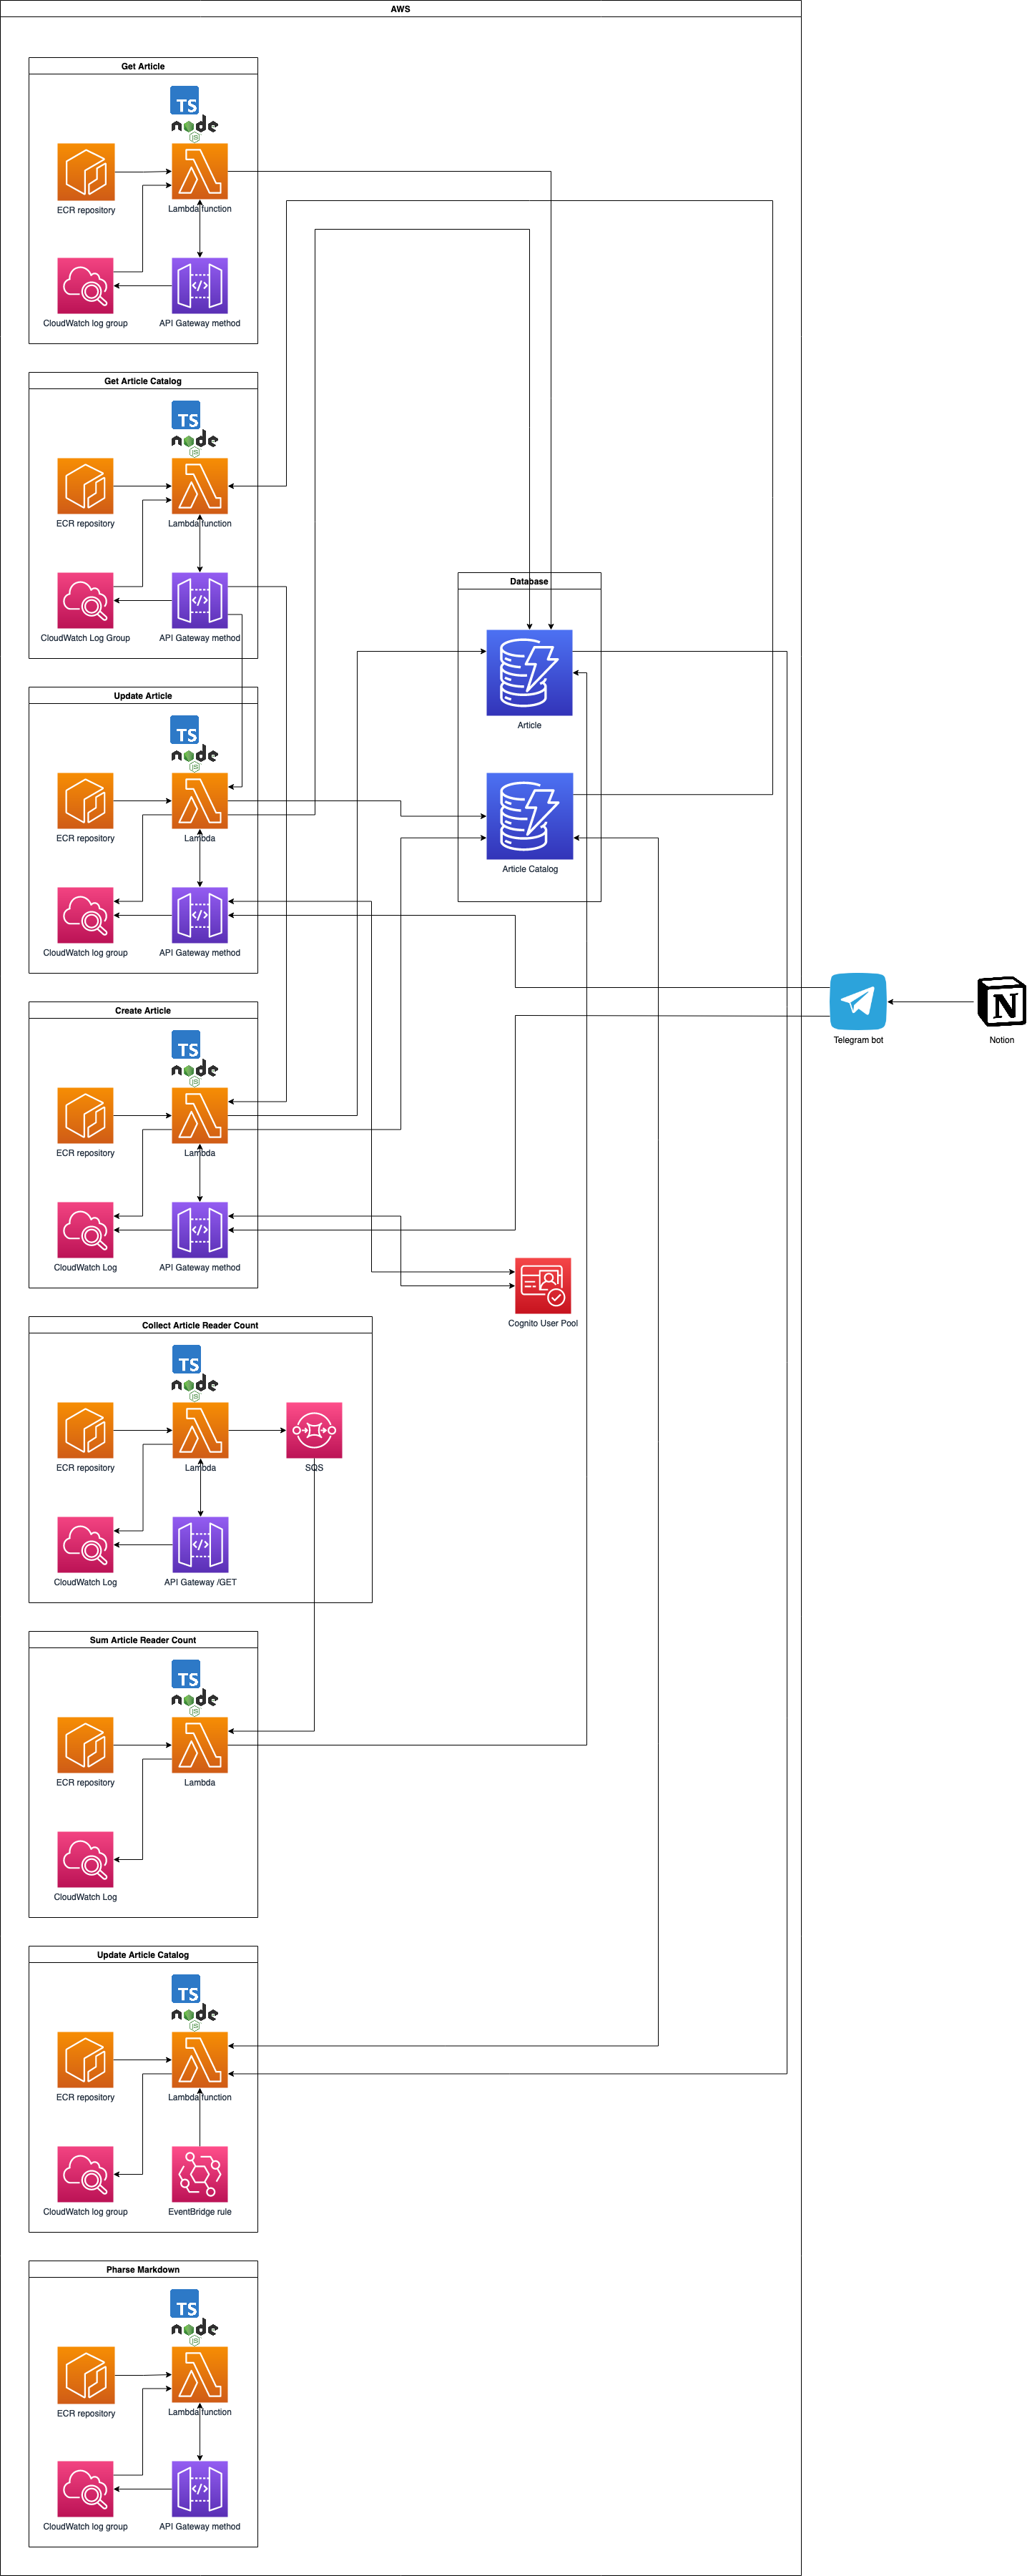 AWS
Get Article
TS
node
JS
ECR repository
Lambda function
CloudWatch log group
API Gateway method
Get Article Catalog
TS
node
JS
ECR repository
Lambda function
CloudWatch Log Group
API Gateway method
Database
Article
Article Catalog
Update Article
TS
node
JS
ECR repository
Lambda
CloudWatch log group
API Gateway method
Telegram bot
N
Notion
Create Article
TS
node
JS
ECR repository
Lambda
CloudWatch Log
API Gateway method
Cognito User Pool
Collect Article Reader Count
TS
node
JS
ECR repository
Lambda
SQS
CloudWatch Log
API Gateway /GET
Sum Article Reader Count
TS
node
JS
ECR repository
Lambda
CloudWatch Log
Update Article Catalog
TS
node
JS
ECR repository
Lambda function
CloudWatch log group
EventBridge rule
Pharse Markdown
TS
node
JS
ECR repository
Lambda function
CloudWatch log group
API Gateway method